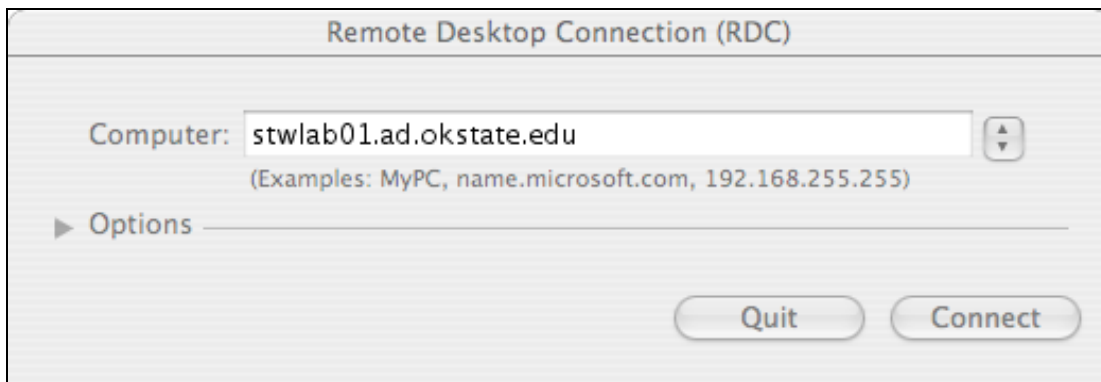 Remote Desktop Connection (RDC)
Computer: stwlab01.ad.okstate.edu
(Examples: MyPC, name.microsoft.com, 192.168.255.255)
Options
Quit Connect